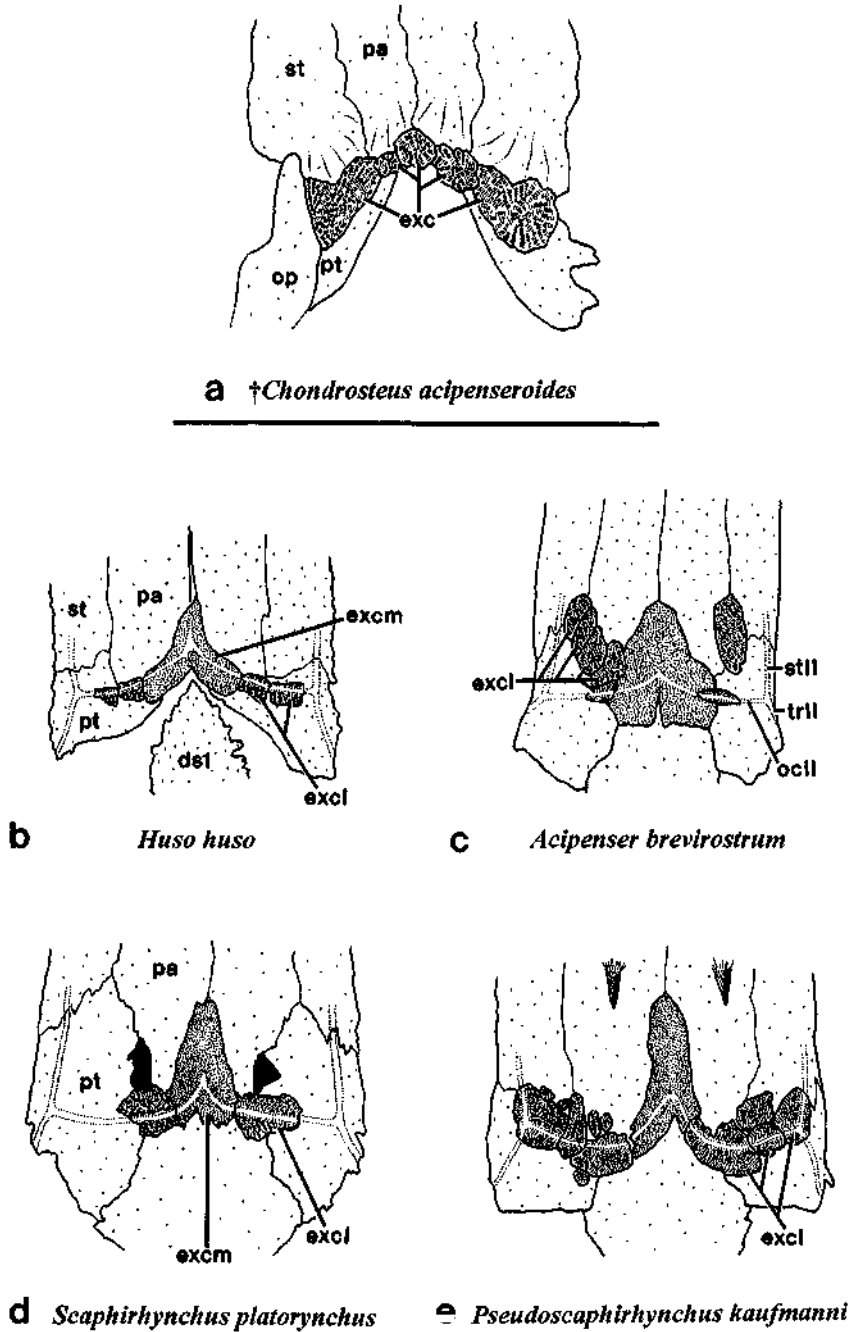 pa
st
exc
pt
op
a †Chondrosteus acipenseroides
st
pa
excm
pt
ds1
excl
b Huso huso
excl
stll
trll
ocll
c Acipenser brevirostrum
pa
pt
excl
excm
d Scaphirhynchus platorynchus
excl
e Pseudoscaphirhynchus kaufmanni